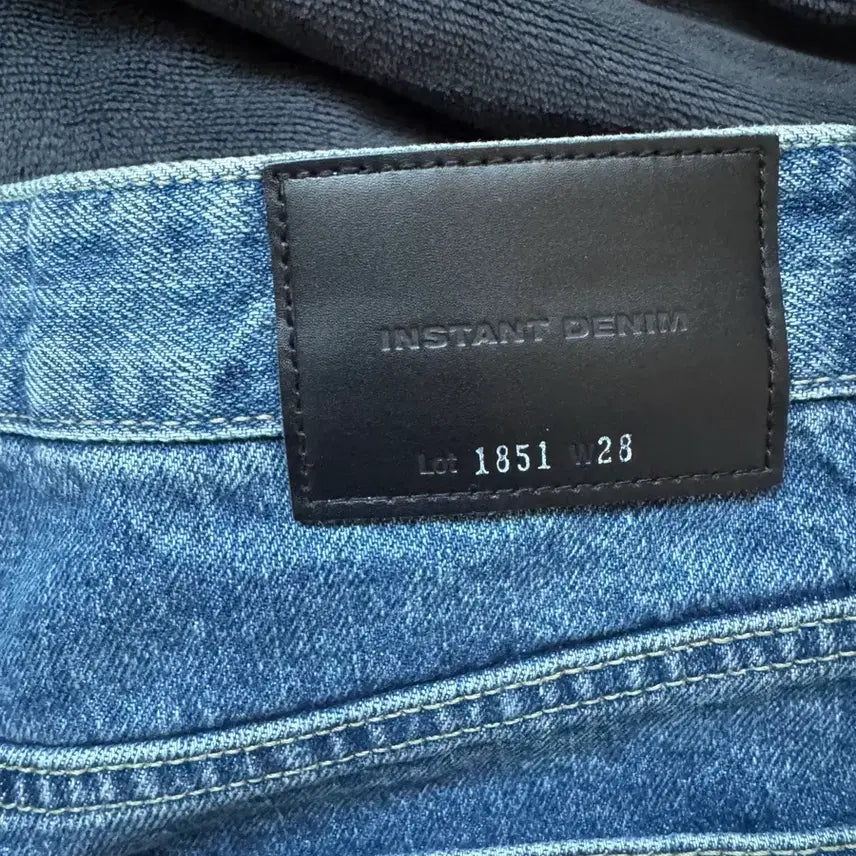 INSTANT DENIM
Lot 1851 W28